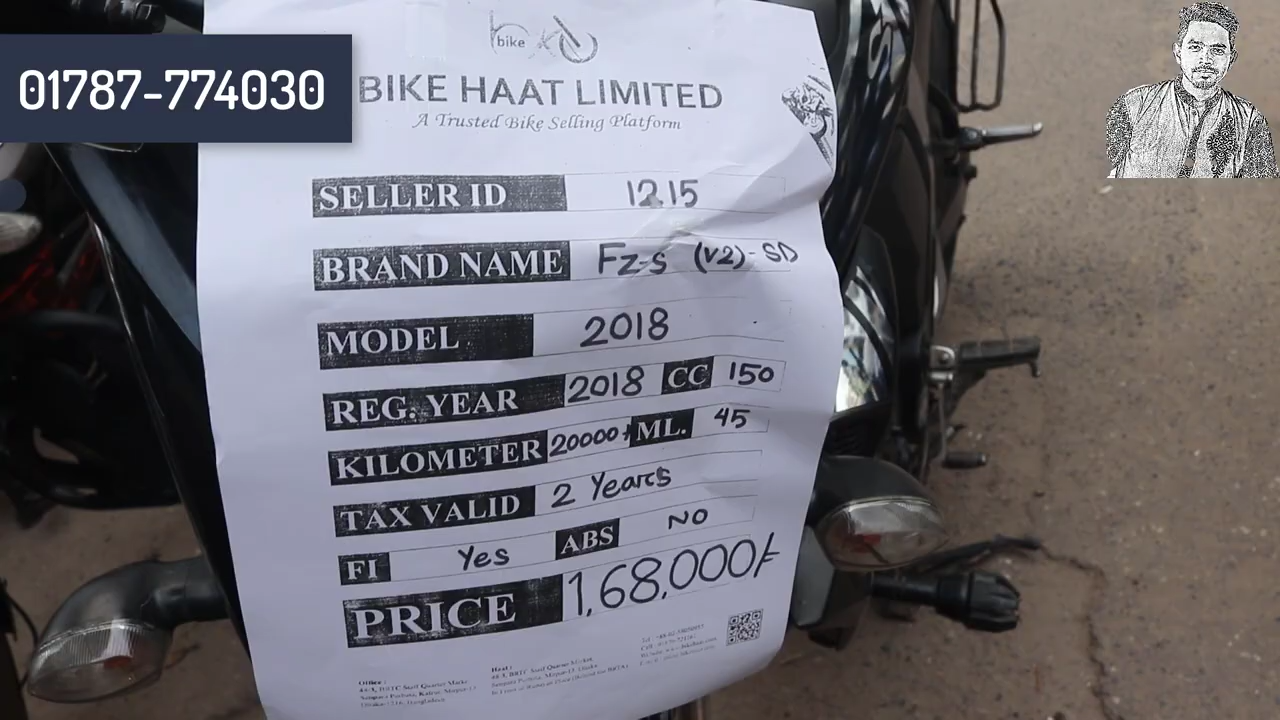 01787-774030
bike
BIKE HAAT LIMITED
A Trusted Bike Selling Platform
SELLER ID 1215
BRAND NAME Fz-s (v2)-SD
MODEL 2018
REG. YEAR 2018 CC 150
KILOMETER 20000+ ML. 45
TAX VALID 2 Years
FI Yes ABS NO
PRICE 1,68,000/-
Office :
Haat :